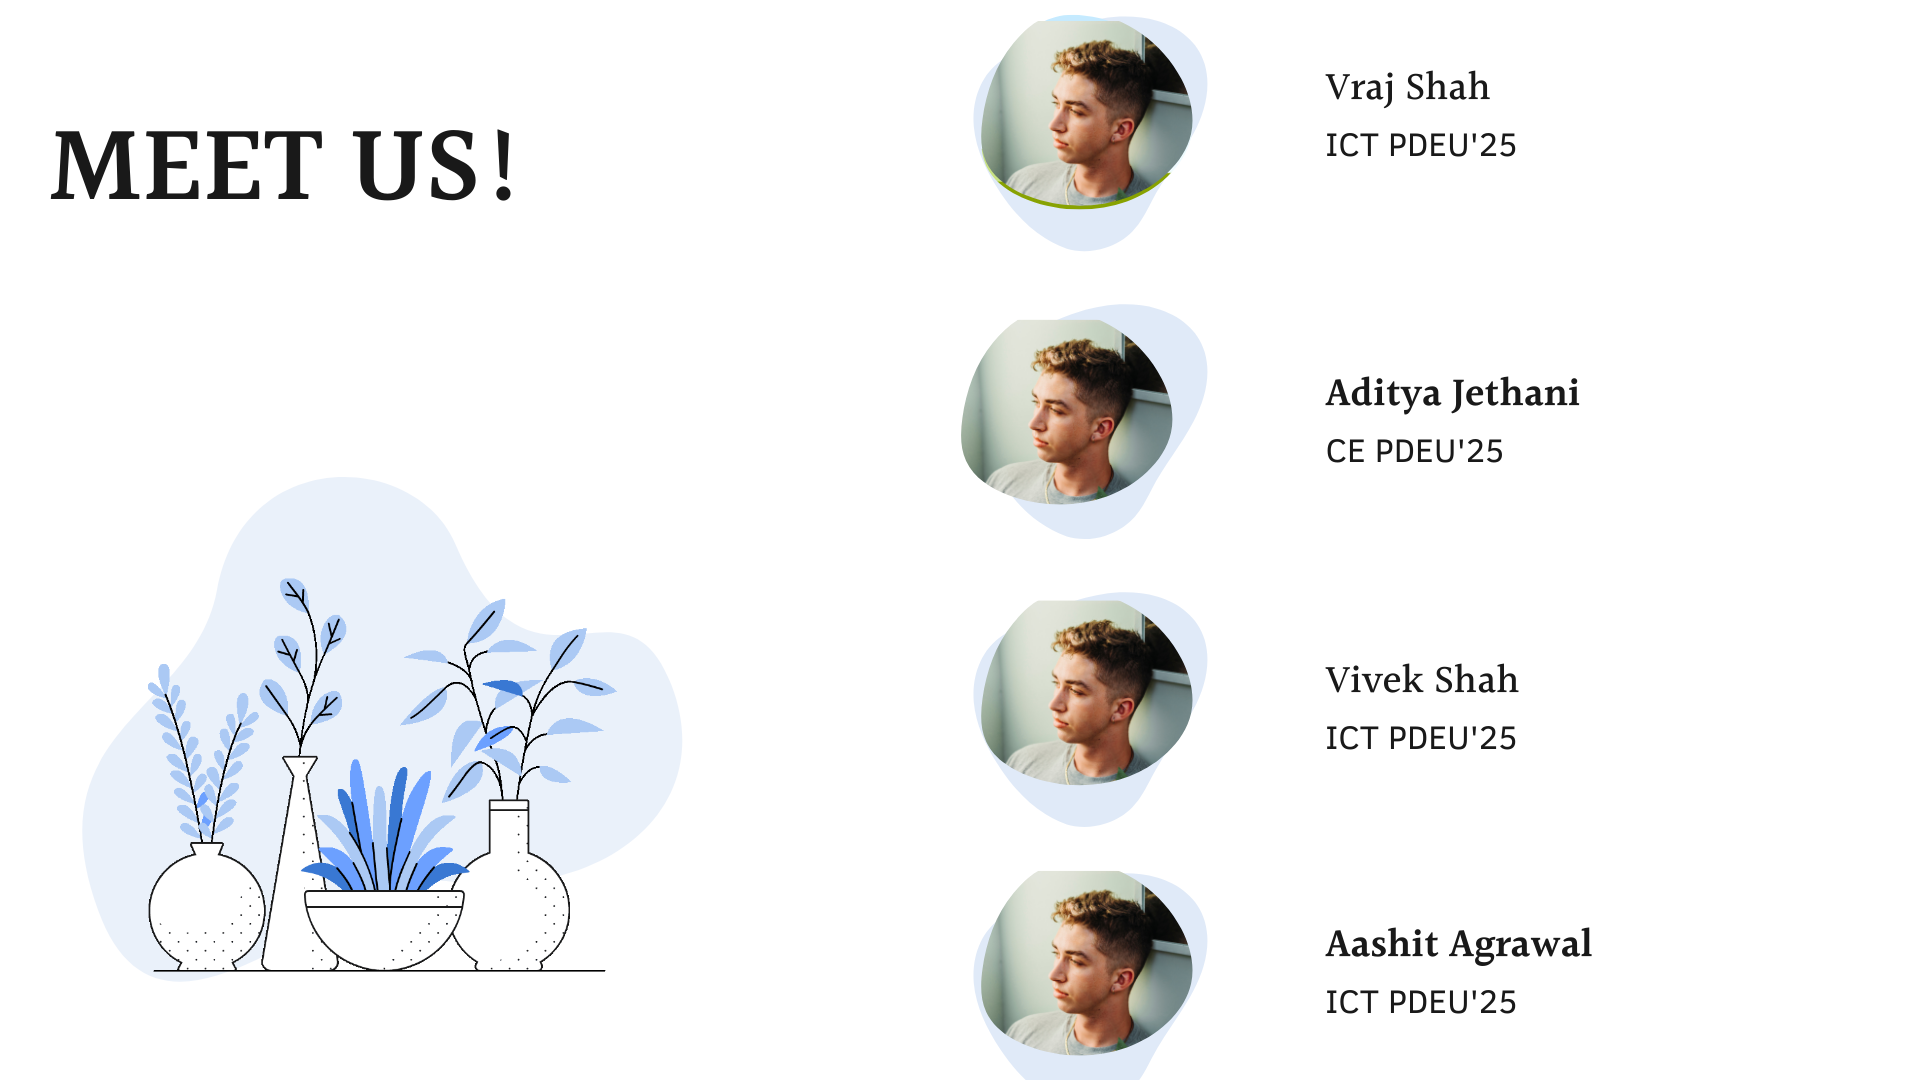 MEET US!
Vraj Shah
ICT PDEU'25
Aditya Jethani
CE PDEU'25
Vivek Shah
ICT PDEU'25
Aashit Agrawal
ICT PDEU'25